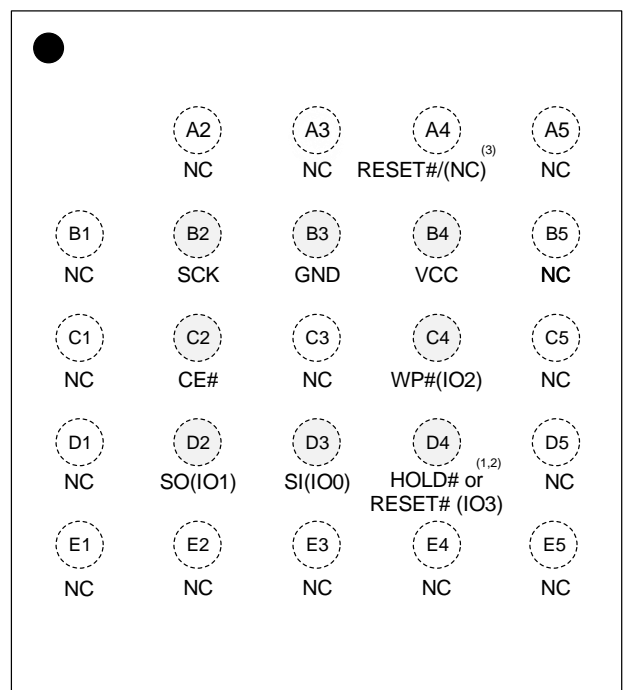 A2 A3 A4 A5
NC NC RESET#/(NC)(3) NC
B1 B2 B3 B4 B5
NC SCK GND VCC NC
C1 C2 C3 C4 C5
NC CE# NC WP#(IO2) NC
D1 D2 D3 D4 D5
NC SO(IO1) SI(IO0) HOLD# or(1,2) NC
RESET# (IO3)
E1 E2 E3 E4 E5
NC NC NC NC NC